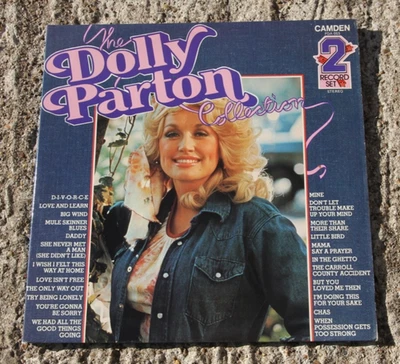 The
Dolly
Parton
Collection
CAMDEN
2
RECORD
SET
STEREO
D-I-V-O-R-C-E
LOVE AND LEARN
BIG WIND
MULE SKINNER
BLUES
DADDY
SHE NEVER MET
A MAN
(SHE DIDN'T LIKE)
I WISH I FELT THIS
WAY AT HOME
LOVE ISN'T FREE
THE ONLY WAY OUT
TRY BEING LONELY
YOU'RE GONNA
BE SORRY
WE HAD ALL THE
GOOD THINGS
GOING
MINE
DON'T LET
TROUBLE MAKE
UP YOUR MIND
MORE THAN
THEIR SHARE
LITTLE BIRD
MAMA
SAY A PRAYER
IN THE GHETTO
THE CARROLL
COUNTY ACCIDENT
BUT YOU
LOVED ME THEN
I'M DOING THIS
FOR YOUR SAKE
CHAS
WHEN
POSSESSION GETS
TOO STRONG